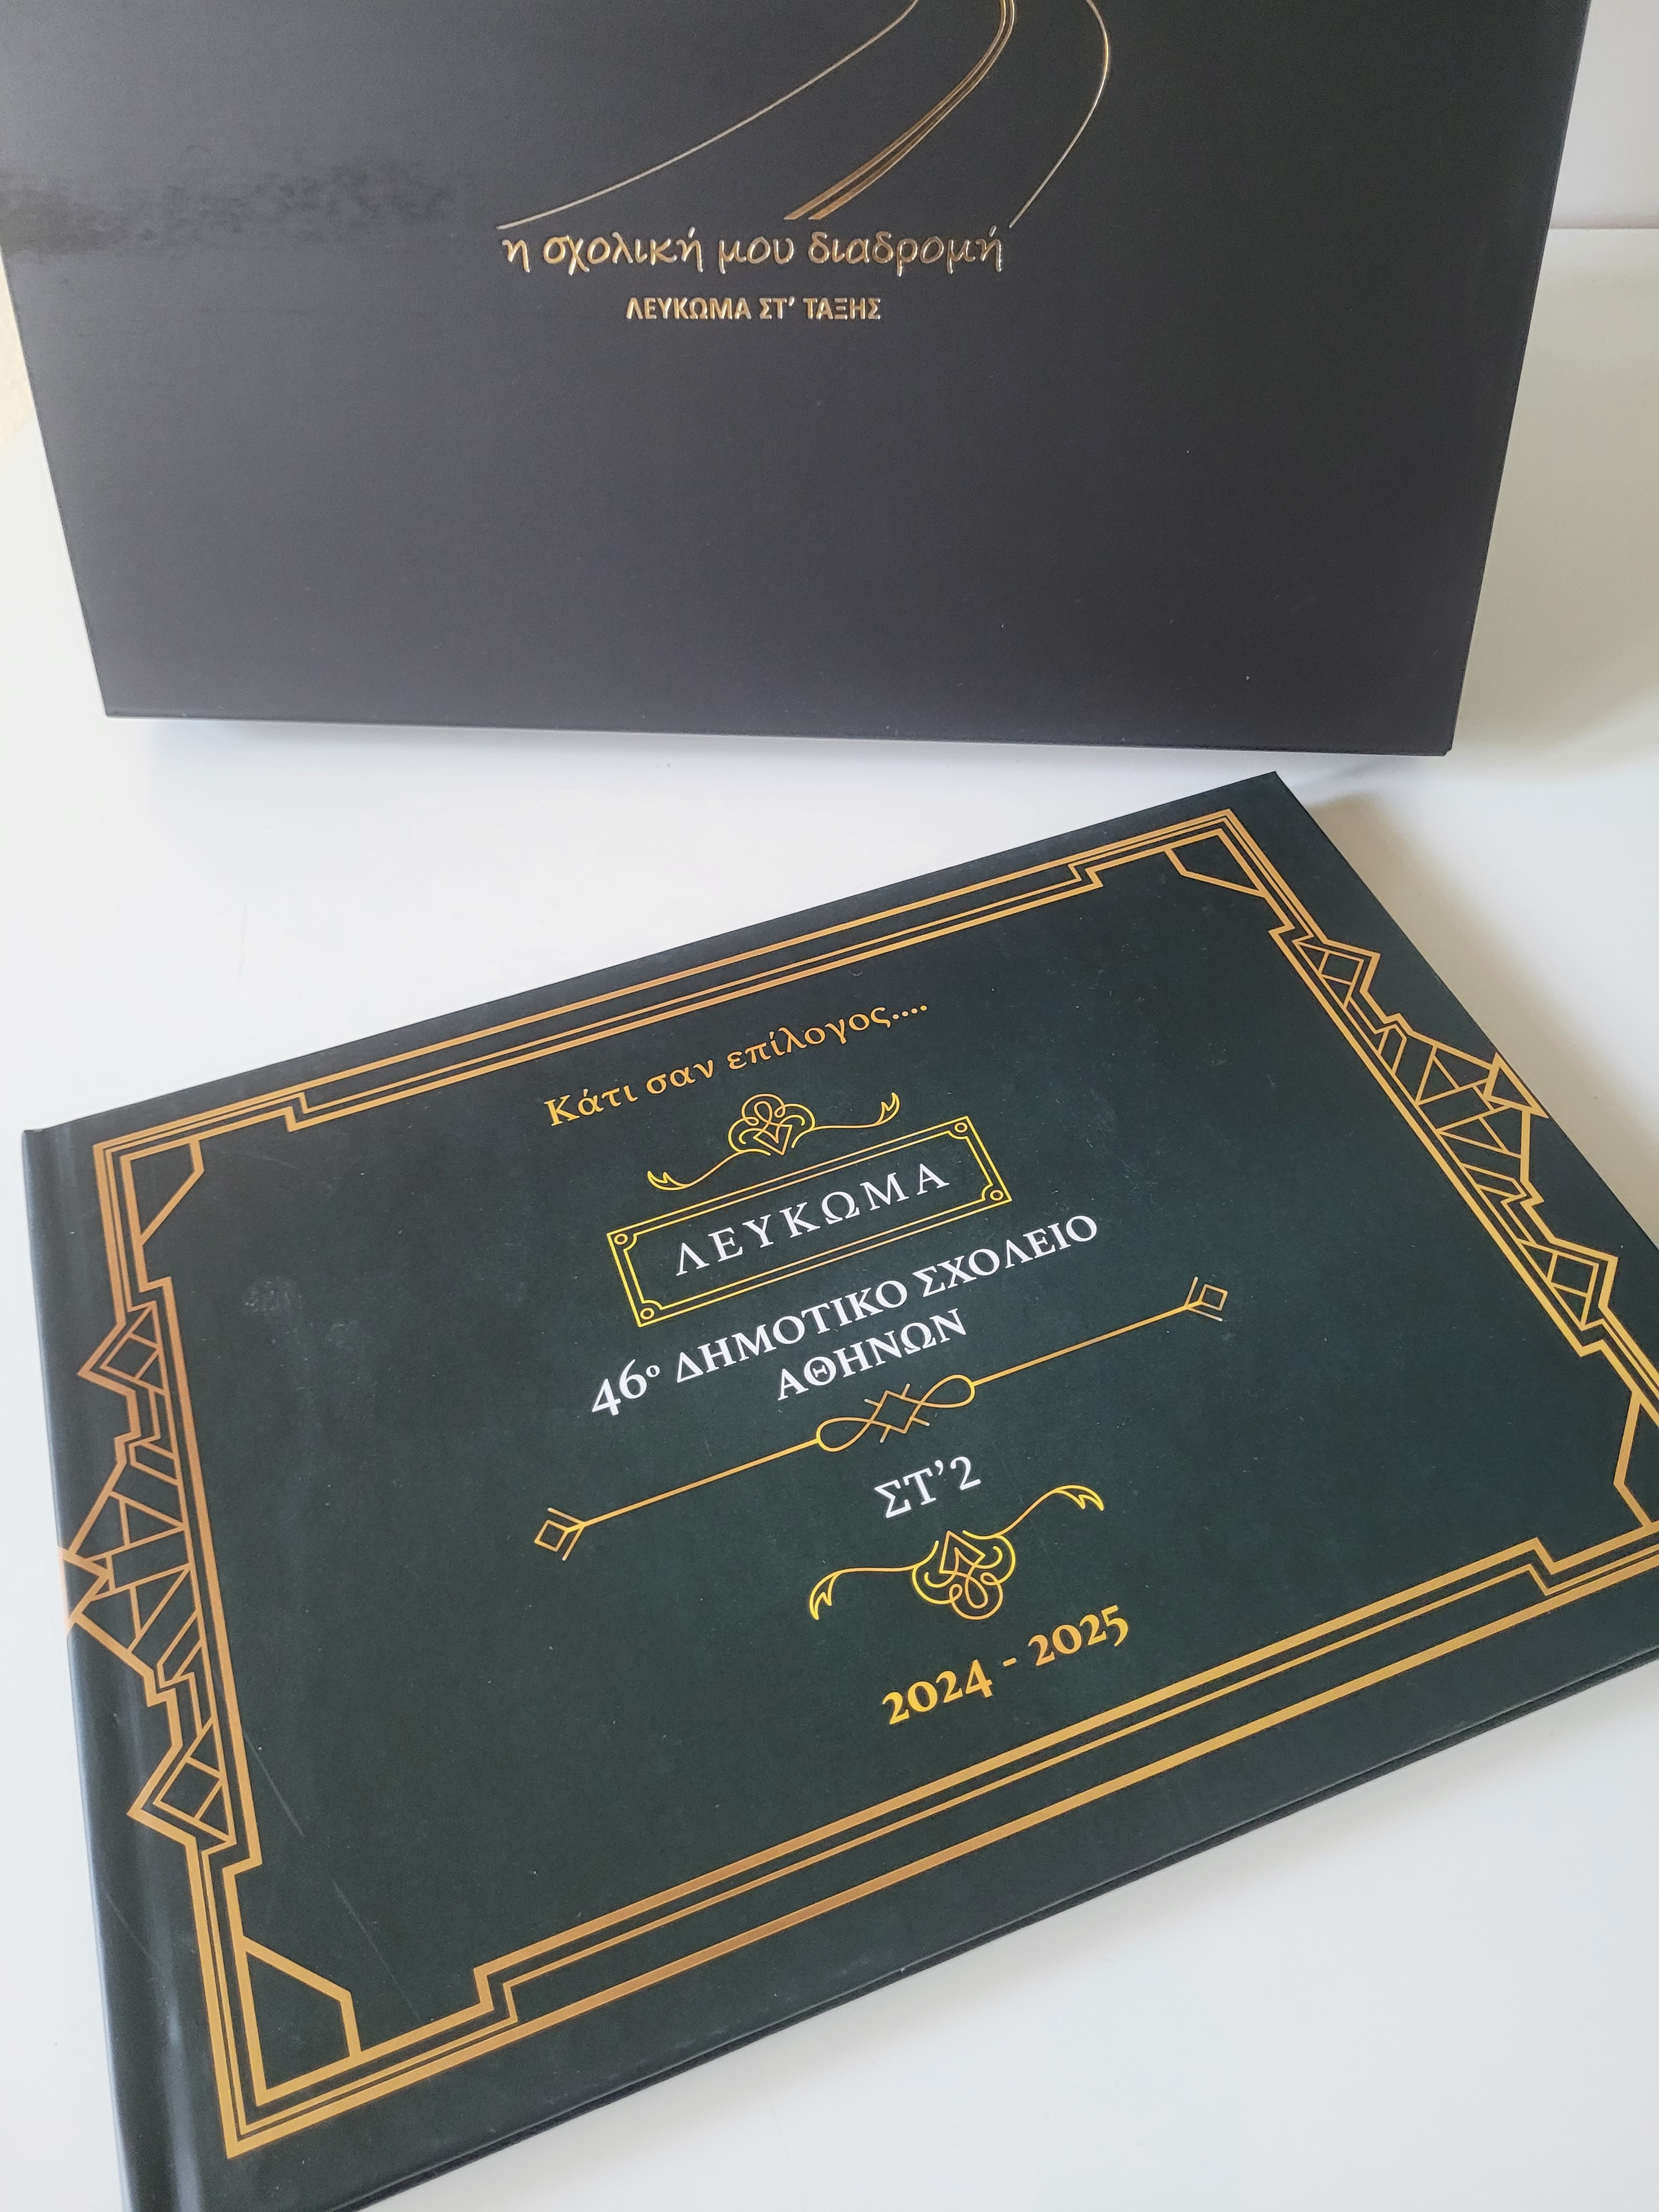 η σχολική μου διαδρομή
ΛΕΥΚΩΜΑ ΣΤ' ΤΑΞΗΣ
Κάτι σαν επίλογος....
ΛΕΥΚΩΜΑ
46ο ΔΗΜΟΤΙΚΟ ΣΧΟΛΕΙΟ
ΑΘΗΝΩΝ
ΣΤ'2
2024 - 2025